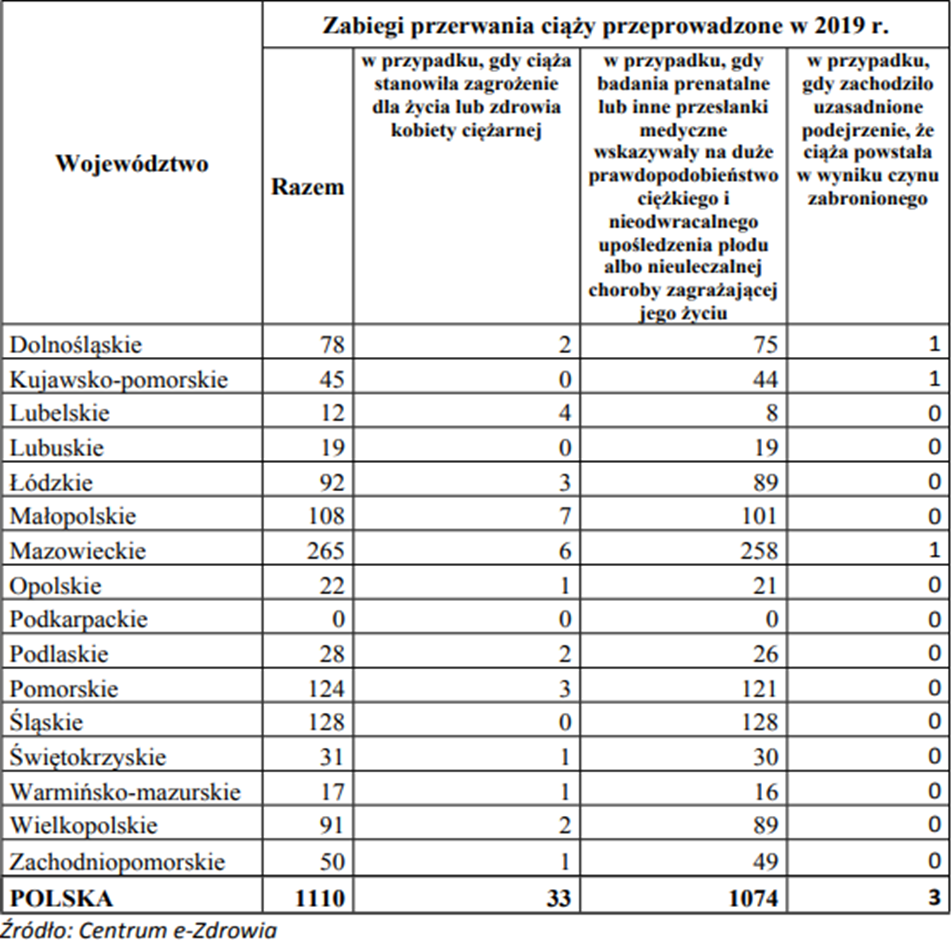 Zabiegi przerwania ciąży przeprowadzone w 2019 r.
Województwo
Razem
w przypadku, gdy ciąża
stanowiła zagrożenie
dla życia lub zdrowia
kobiety ciężarnej
w przypadku, gdy
badania prenatalne
lub inne przesłanki
medyczne
wskazywały na duże
prawdopodobieństwo
ciężkiego i
nieodwracalnego
upośledzenia płodu
albo nieuleczalnej
choroby zagrażającej
jego życiu
w przypadku,
gdy zachodziło
uzasadnione
podejrzenie, że
ciąża powstała
w wyniku czynu
zabronionego
Dolnośląskie 78 2 75 1
Kujawsko-pomorskie 45 0 44 1
Lubelskie 12 4 8 0
Lubuskie 19 0 19 0
Łódzkie 92 3 89 0
Małopolskie 108 7 101 0
Mazowieckie 265 6 258 1
Opolskie 22 1 21 0
Podkarpackie 0 0 0 0
Podlaskie 28 2 26 0
Pomorskie 124 3 121 0
Śląskie 128 0 128 0
Świętokrzyskie 31 1 30 0
Warmińsko-mazurskie 17 1 16 0
Wielkopolskie 91 2 89 0
Zachodniopomorskie 50 1 49 0
POLSKA 1110 33 1074 3
Źródło: Centrum e-Zdrowia